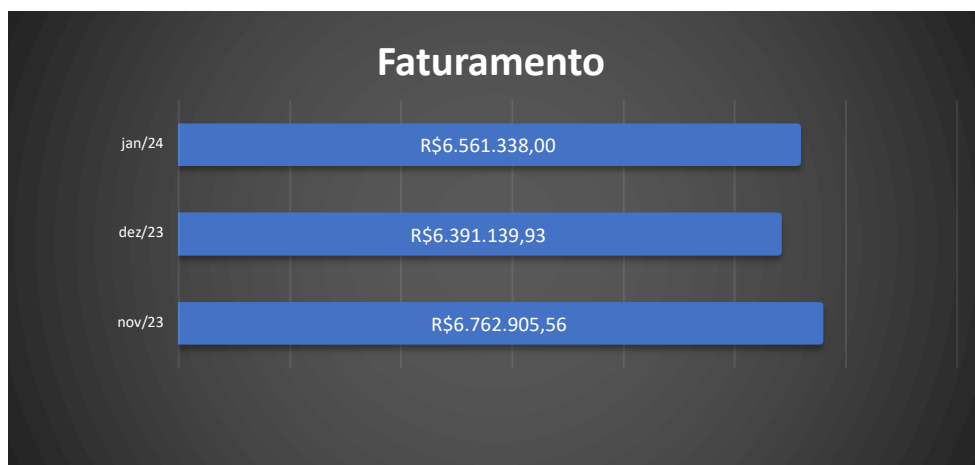 Faturamento
jan/24
R$6.561.338,00
dez/23
R$6.391.139,93
nov/23
R$6.762.905,56